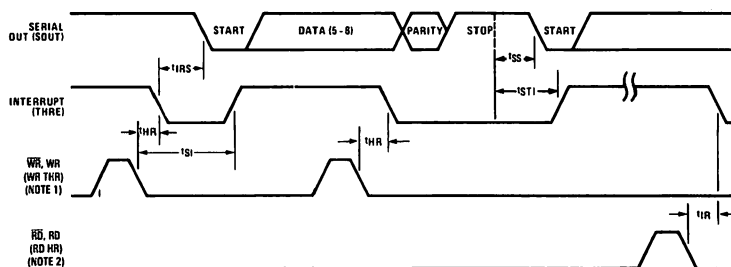 SERIAL
OUT (SOUT)
START
DATA (5-8)
PARITY
STOP
START
tIRS
tSS
tSTI
INTERRUPT
(THRE)
tHR
tSI
tHR
WR, WR
(WR THR)
(NOTE 1)
tIR
RD, RD
(RD HR)
(NOTE 2)